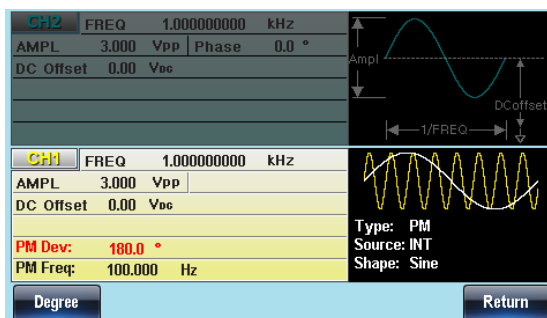 CH2 FREQ 1.000000000 kHz
AMPL 3.000 Vpp Phase 0.0 °
DC Offset 0.00 VDC
Ampl
DCoffset
1/FREQ
CH1 FREQ 1.000000000 kHz
AMPL 3.000 Vpp
DC Offset 0.00 VDC
PM Dev: 180.0 °
PM Freq: 100.000 Hz
Type: PM
Source: INT
Shape: Sine
Degree Return